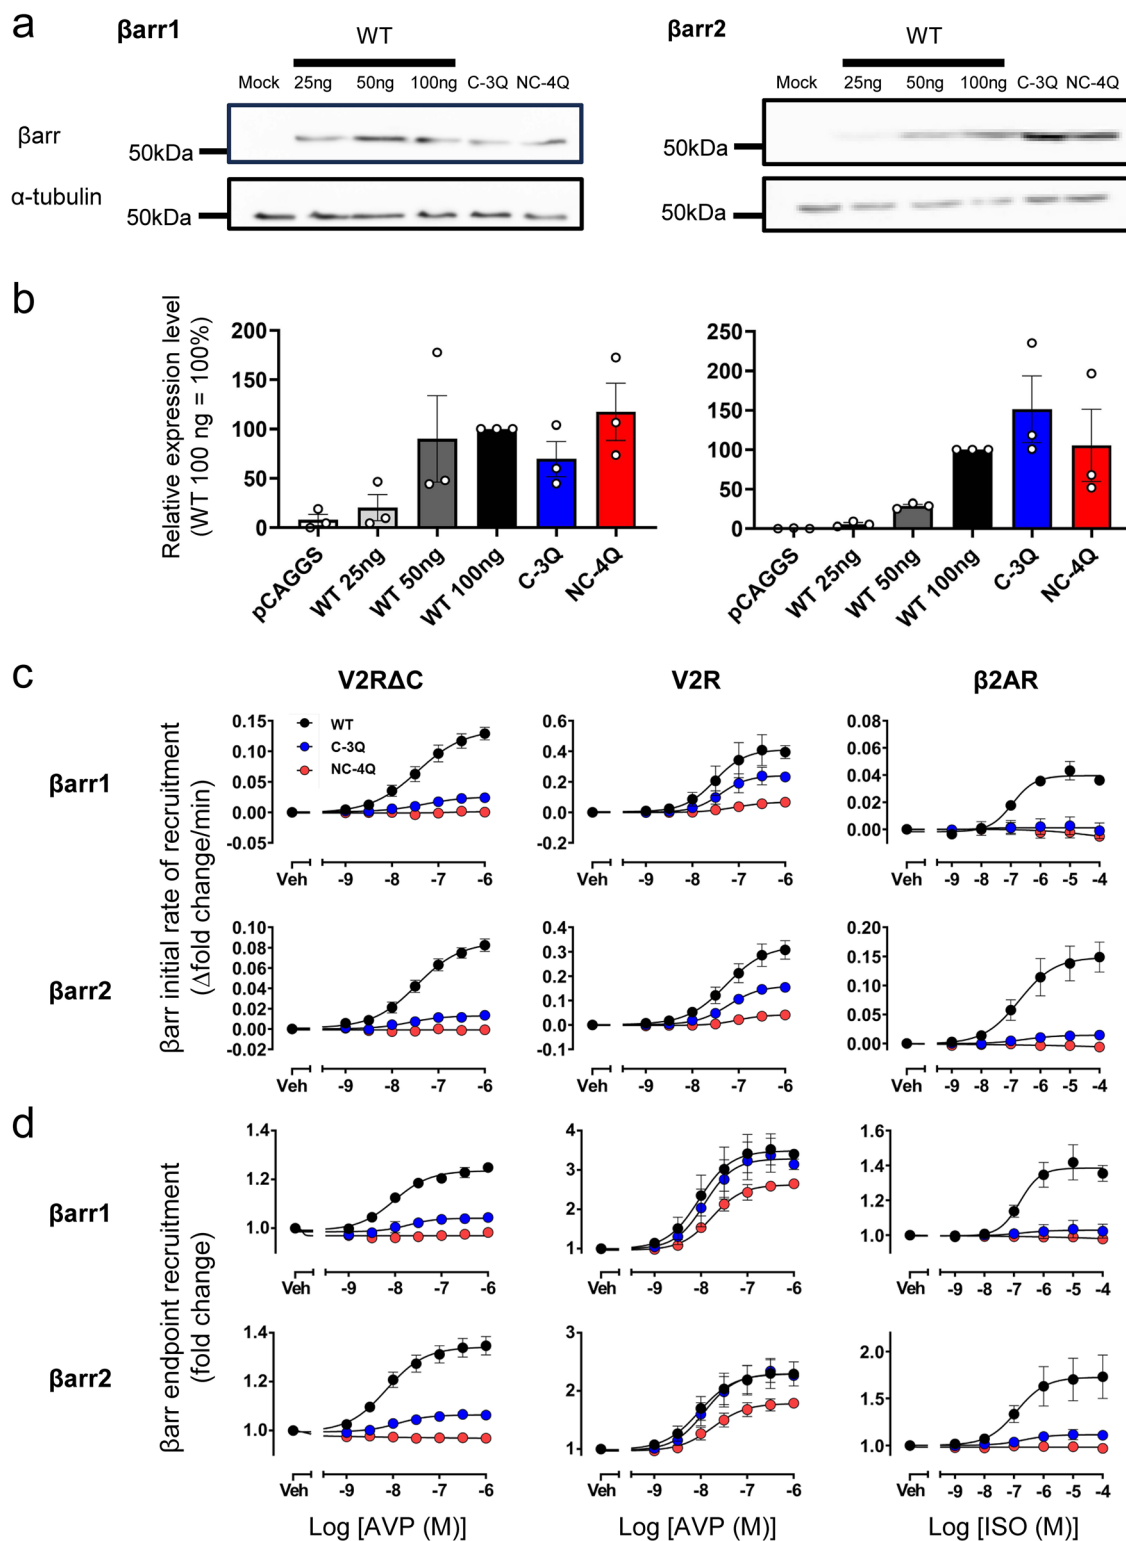 a
βarr1
WT
Mock 25ng 50ng 100ng C-3Q NC-4Q
βarr
50kDa
α-tubulin
50kDa
βarr2
WT
Mock 25ng 50ng 100ng C-3Q NC-4Q
50kDa
50kDa
b
Relative expression level
(WT 100 ng = 100%)
200
150
100
50
0
pCAGGS
WT 25ng
WT 50ng
WT 100ng
C-3Q
NC-4Q
250
200
150
100
50
0
pCAGGS
WT 25ng
WT 50ng
WT 100ng
C-3Q
NC-4Q
c
V2RΔC
V2R
β2AR
βarr1
βarr2
βarr initial rate of recruitment
(Δfold change/min)
WT
C-3Q
NC-4Q
0.15
0.10
0.05
0.00
-0.05
Veh -9 -8 -7 -6
0.6
0.4
0.2
0.0
-0.2
Veh -9 -8 -7 -6
0.08
0.06
0.04
0.02
0.00
Veh -9 -8 -7 -6 -5 -4
0.10
0.08
0.06
0.04
0.02
0.00
-0.02
Veh -9 -8 -7 -6
0.4
0.3
0.2
0.1
0.0
-0.1
Veh -9 -8 -7 -6
0.20
0.15
0.10
0.05
0.00
Veh -9 -8 -7 -6 -5 -4
d
βarr1
βarr2
βarr endpoint recruitment
(fold change)
1.4
1.2
1.0
Veh -9 -8 -7 -6
4
3
2
1
Veh -9 -8 -7 -6
1.6
1.4
1.2
1.0
Veh -9 -8 -7 -6 -5 -4
1.4
1.2
1.0
Veh -9 -8 -7 -6
3
2
1
Veh -9 -8 -7 -6
2.0
1.5
1.0
Veh -9 -8 -7 -6 -5 -4
Log [AVP (M)]
Log [AVP (M)]
Log [ISO (M)]